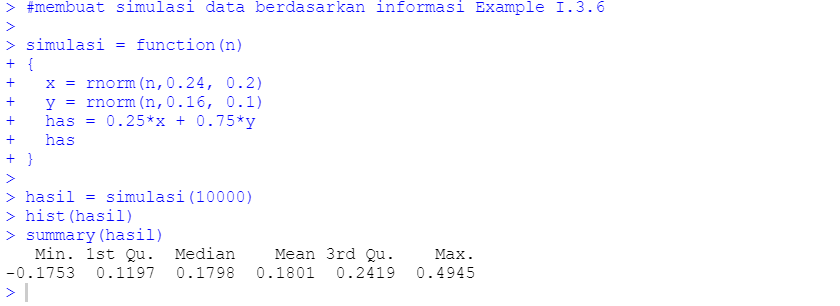 > #membuat simulasi data berdasarkan informasi Example I.3.6
>
> simulasi = function(n)
+ {
+   x = rnorm(n,0.24, 0.2)
+   y = rnorm(n,0.16, 0.1)
+   has = 0.25*x + 0.75*y
+   has
+ }
>
> hasil = simulasi(10000)
> hist(hasil)
> summary(hasil)
   Min. 1st Qu.  Median    Mean 3rd Qu.    Max.
-0.1753  0.1197  0.1798  0.1801  0.2419  0.4945
>